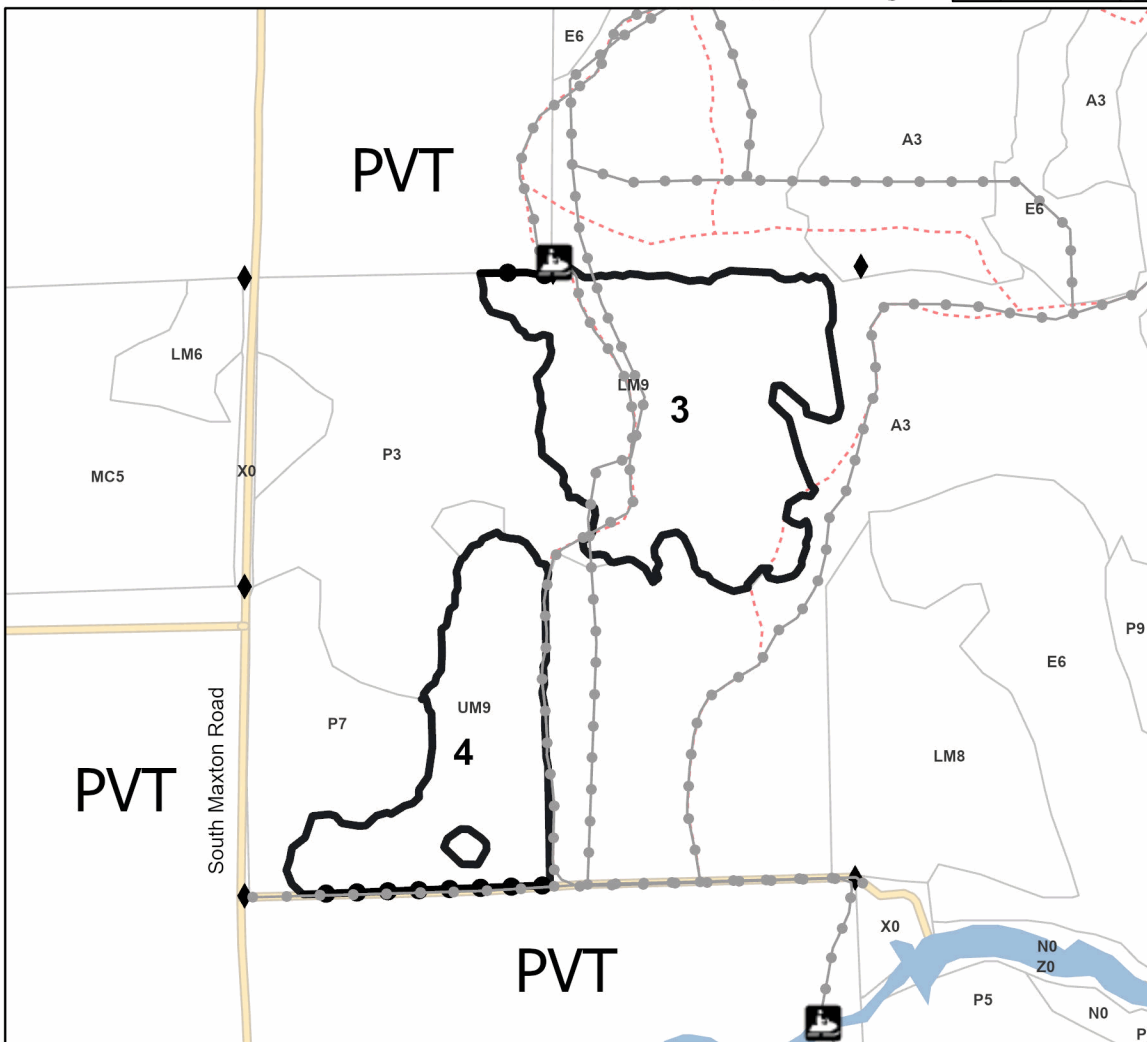 E6
A3
A3
PVT
E6
LM6
LM9
3
A3
P3
X0
MC5
P9
E6
South Maxton Road
UM9
P7
4
LM8
PVT
X0
N0
Z0
PVT
P5
N0
P